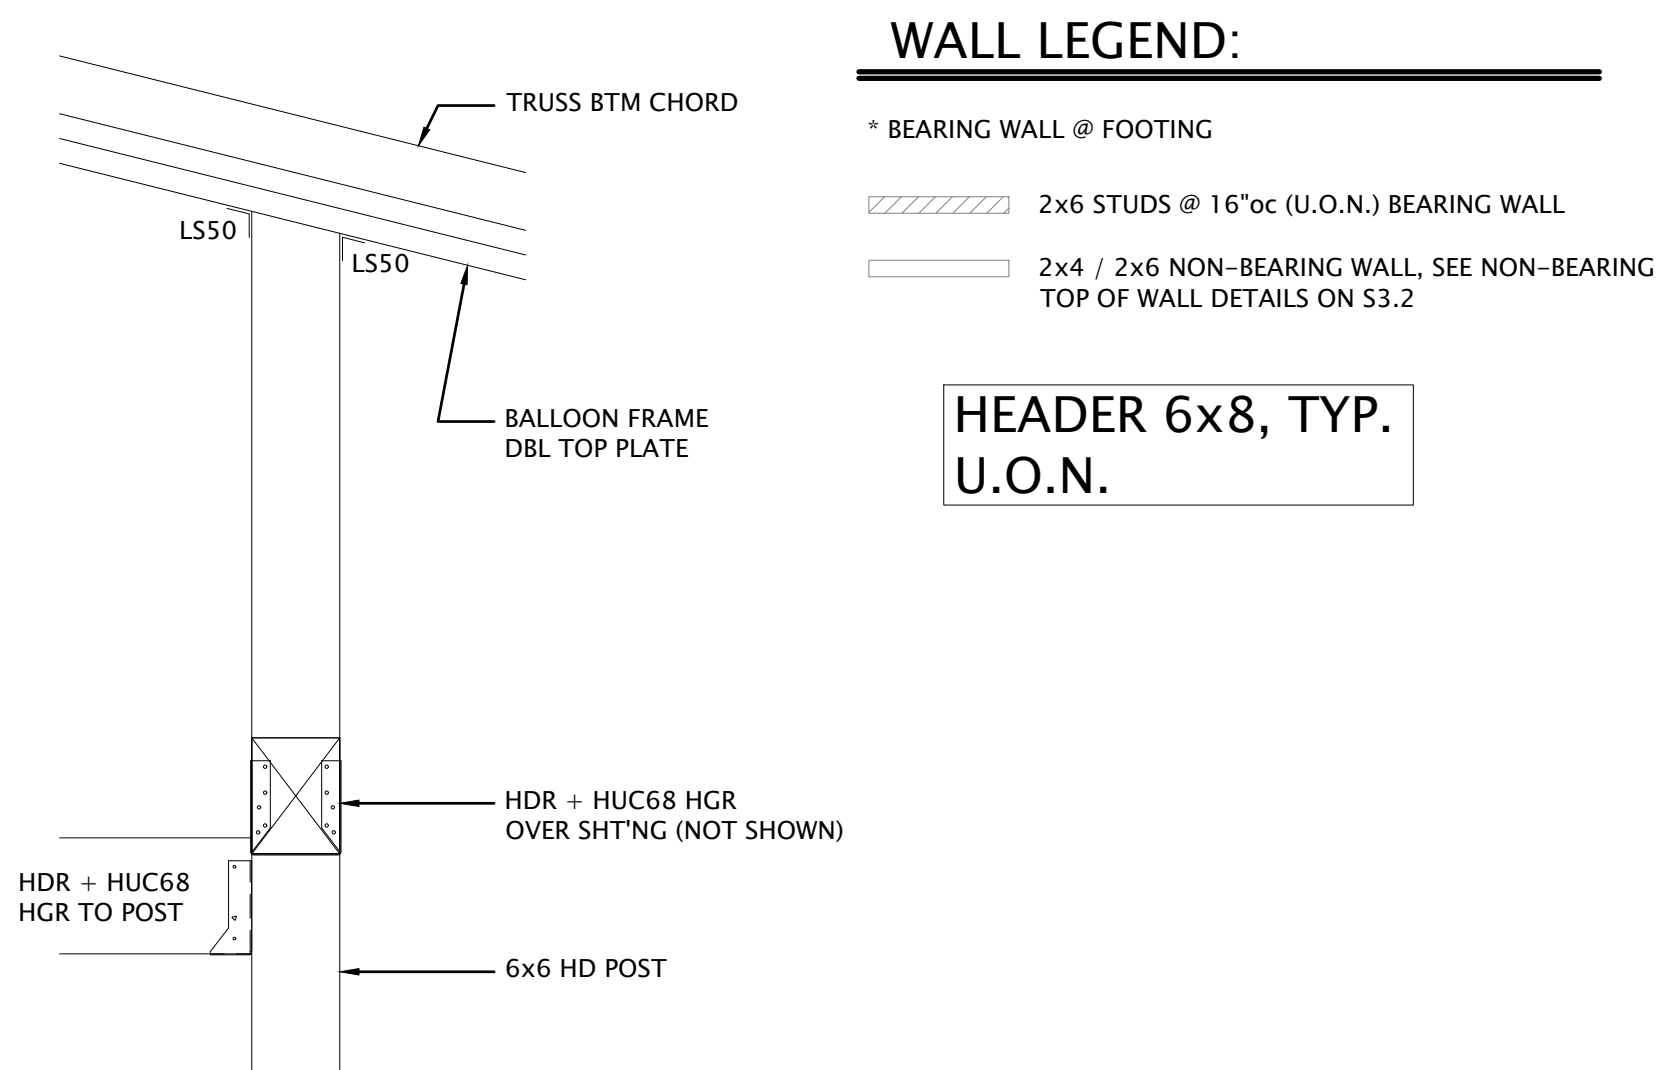 WALL LEGEND:
* BEARING WALL @ FOOTING
2x6 STUDS @ 16"oc (U.O.N.) BEARING WALL
2x4 / 2x6 NON-BEARING WALL, SEE NON-BEARING
TOP OF WALL DETAILS ON S3.2
HEADER 6x8, TYP.
U.O.N.
TRUSS BTM CHORD
LS50
LS50
BALLOON FRAME
DBL TOP PLATE
HDR + HUC68 HGR
OVER SHT'NG (NOT SHOWN)
HDR + HUC68
HGR TO POST
6x6 HD POST